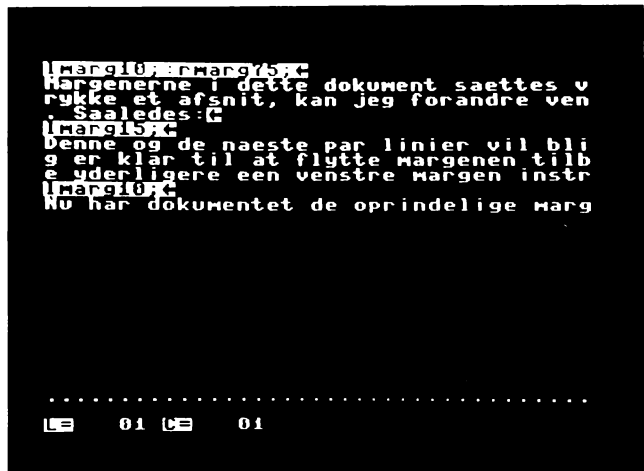 lmarg10;:rmarg75;←
Margenerne i dette dokument saettes v
rykke et afsnit, kan jeg forandre ven
. Saaledes:←
lmarg15;←
Denne og de naeste par linier vil bli
g er klar til at flytte margenen tilb
e yderligere een venstre margen instr
lmarg10;←
Nu har dokumentet de oprindelige marg
. . . . . . . . . . . . . . . . . . . . . . . . . . . . . . . . . . . . .
L= 01 C= 01